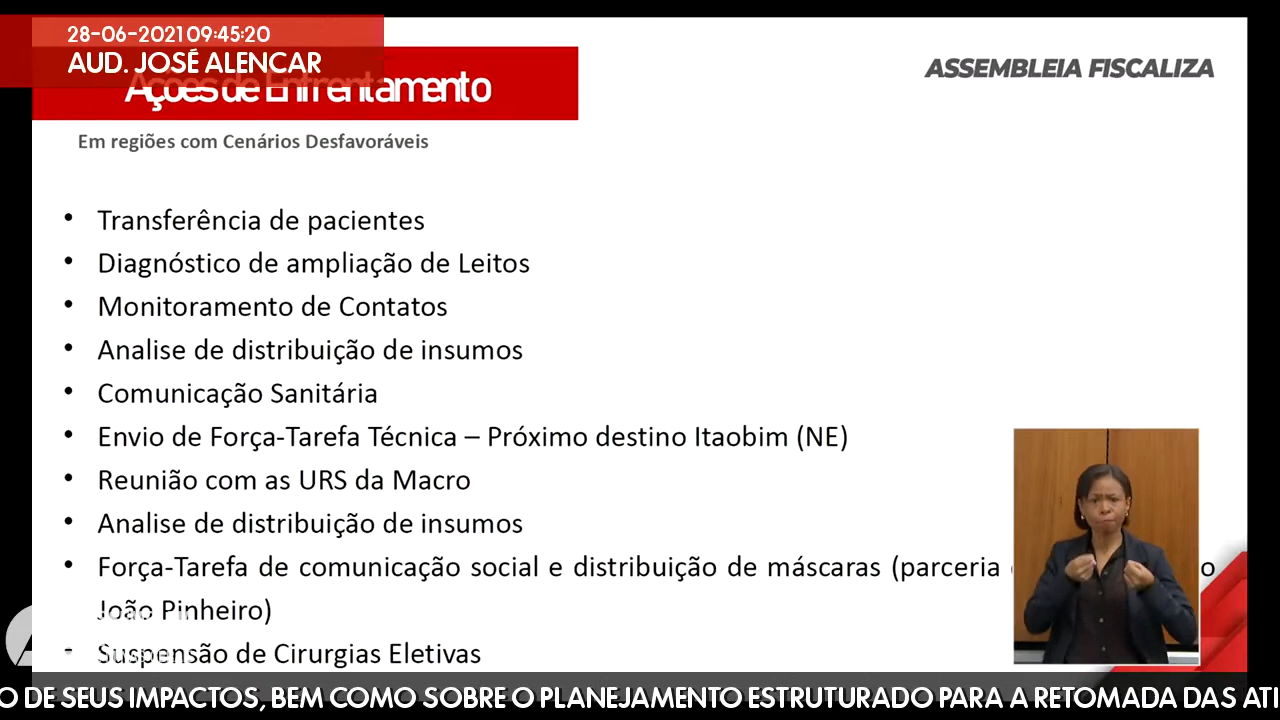 28-06-2021 09:45:20
AUD. JOSÉ ALENCAR
ASSEMBLEIA FISCALIZA
Ações de Enfrentamento
Em regiões com Cenários Desfavoráveis
• Transferência de pacientes
• Diagnóstico de ampliação de Leitos
• Monitoramento de Contatos
• Analise de distribuição de insumos
• Comunicação Sanitária
• Envio de Força-Tarefa Técnica – Próximo destino Itaobim (NE)
• Reunião com as URS da Macro
• Analise de distribuição de insumos
• Força-Tarefa de comunicação social e distribuição de máscaras (parceria
João Pinheiro)
• Suspensão de Cirurgias Eletivas
O DE SEUS IMPACTOS, BEM COMO SOBRE O PLANEJAMENTO ESTRUTURADO PARA A RETOMADA DAS ATI